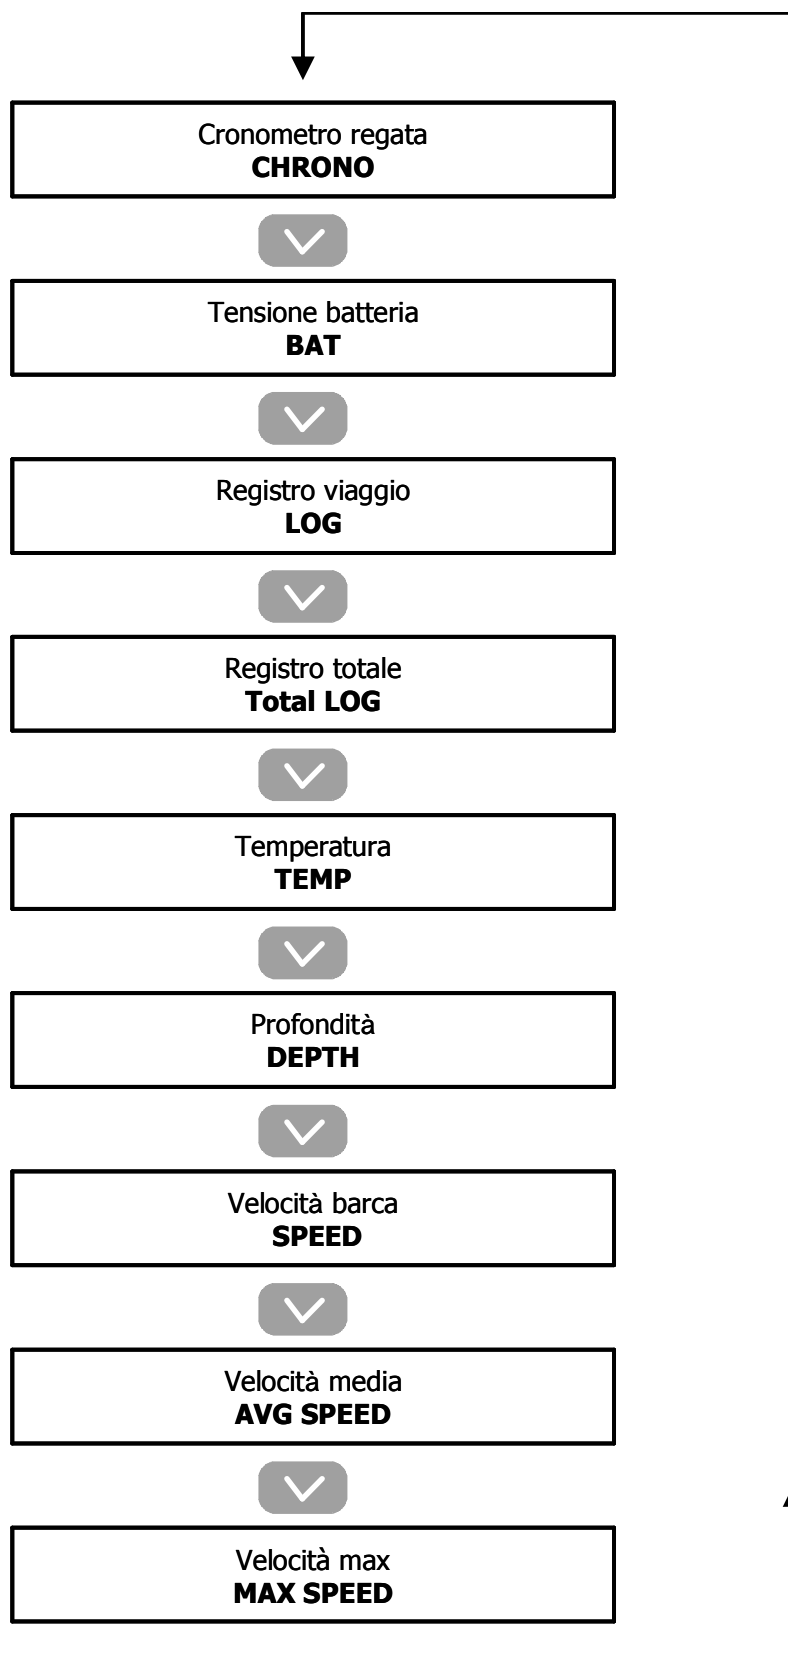 Cronometro regata
CHRONO
Tensione batteria
BAT
Registro viaggio
LOG
Registro totale
Total LOG
Temperatura
TEMP
Profondità
DEPTH
Velocità barca
SPEED
Velocità media
AVG SPEED
Velocità max
MAX SPEED